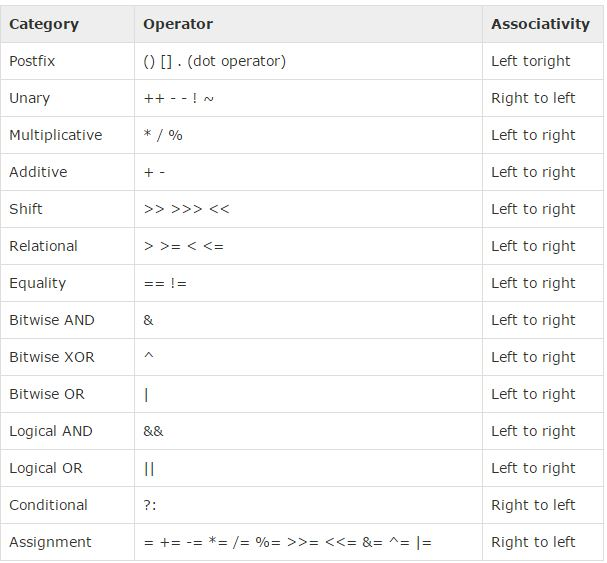 Category Operator Associativity
Postfix () [] . (dot operator) Left toright
Unary ++ - - ! ~ Right to left
Multiplicative * / % Left to right
Additive + - Left to right
Shift >> >>> << Left to right
Relational > >= < <= Left to right
Equality == != Left to right
Bitwise AND & Left to right
Bitwise XOR ^ Left to right
Bitwise OR | Left to right
Logical AND && Left to right
Logical OR || Left to right
Conditional ?: Right to left
Assignment = += -= *= /= %= >>= <<= &= ^= |= Right to left